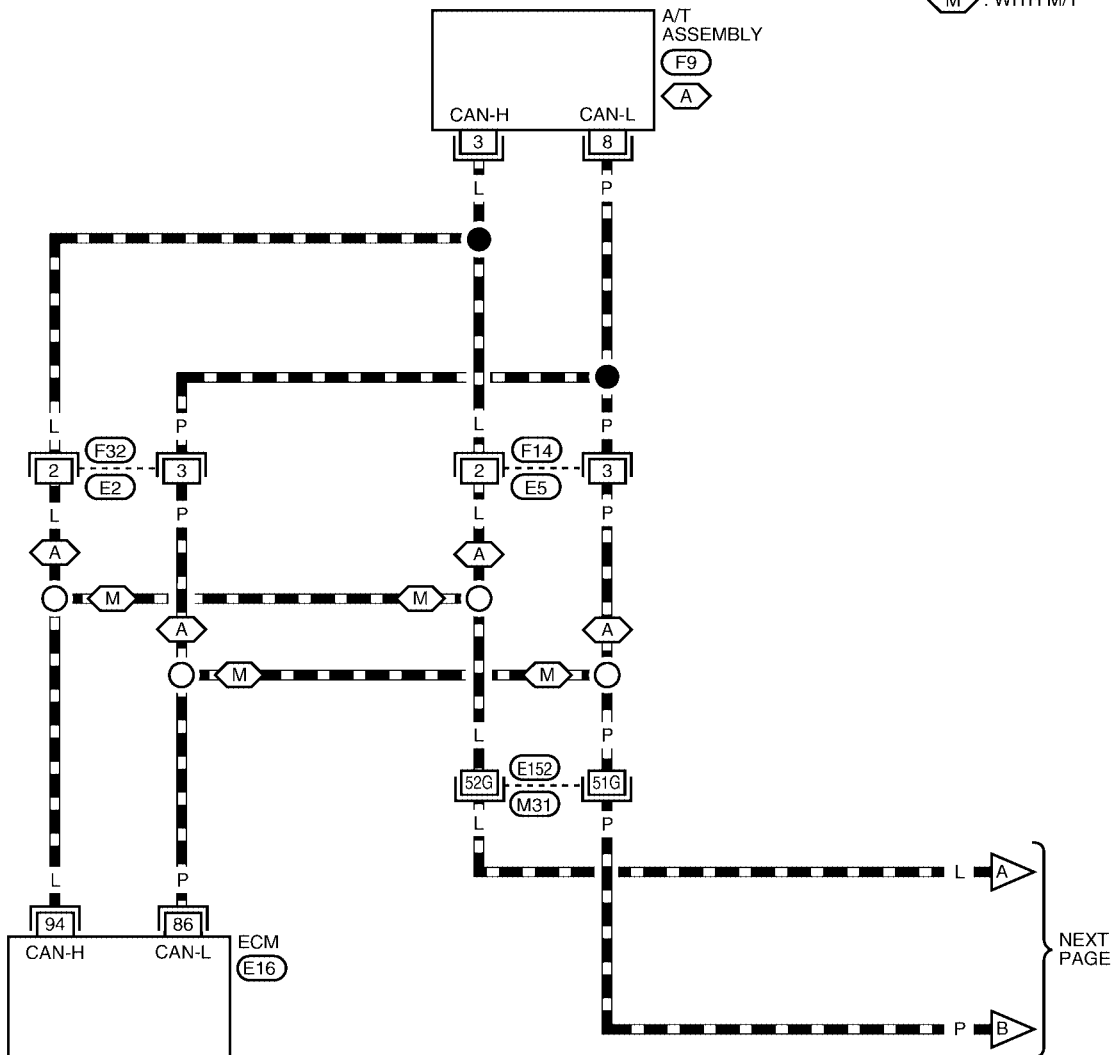 M : WITH M/T
A/T
ASSEMBLY
F9
A
CAN-H CAN-L
3 8
L P
L P L P
F32 F14
2 3 2 3
E2 E5
L P L P
A A
M M
A A
M M
L P
E152
52G 51G
M31
L P
L A
L P
94 86
CAN-H CAN-L
ECM
E16
NEXT
PAGE
P B